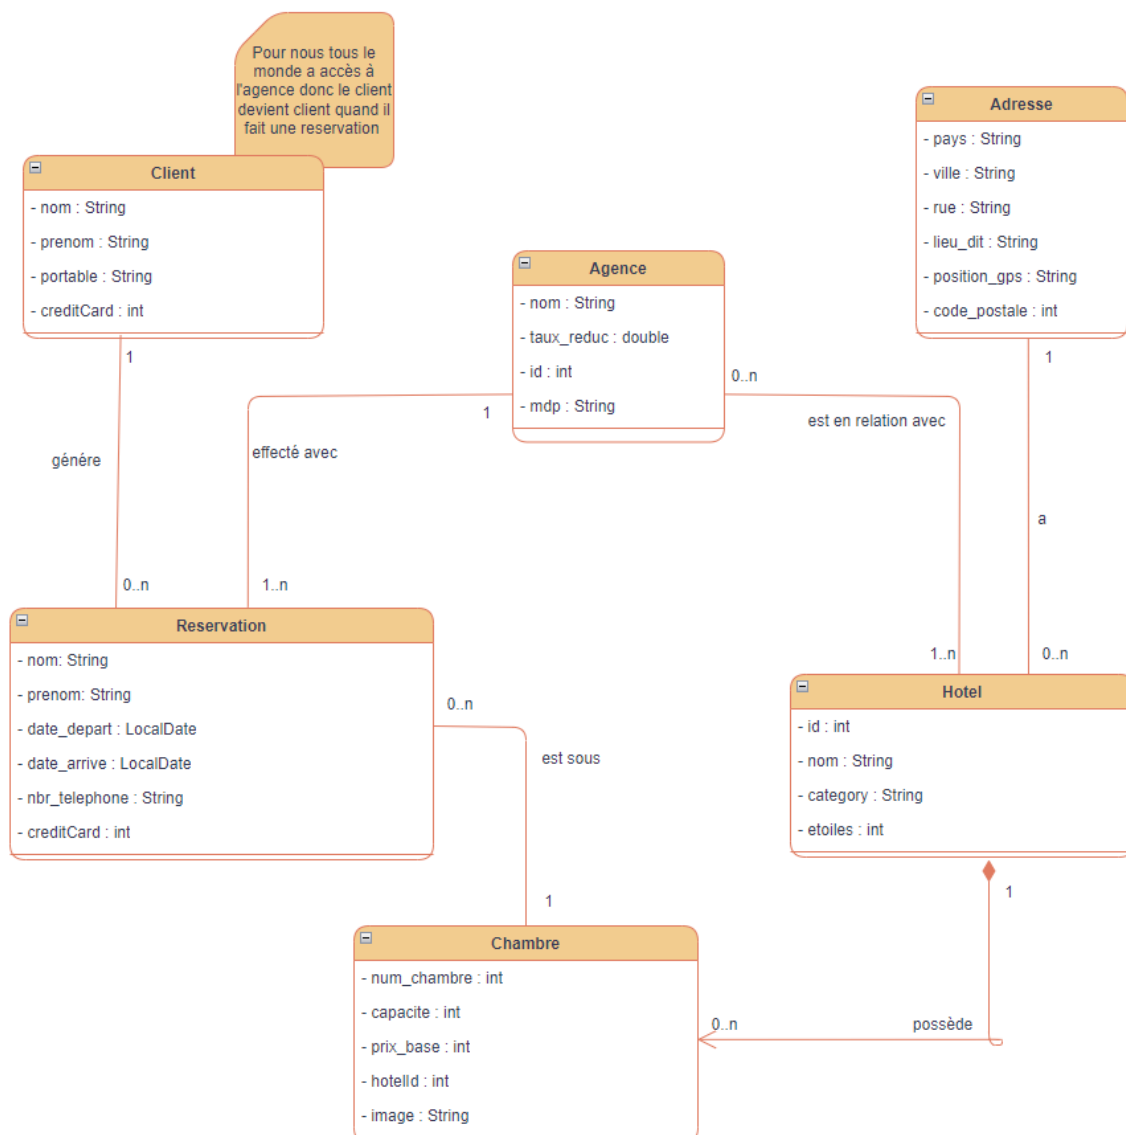 Pour nous tous le
monde a accès à
l'agence donc le client
devient client quand il
fait une reservation
Client
- nom : String
- prenom : String
- portable : String
- creditCard : int
Adresse
- pays : String
- ville : String
- rue : String
- lieu_dit : String
- position_gps : String
- code_postale : int
Agence
- nom : String
- taux_reduc : double
- id : int
- mdp : String
1
1
0..n
1
est en relation avec
effecté avec
génére
a
0..n
1..n
1..n
0..n
Reservation
- nom: String
- prenom: String
- date_depart : LocalDate
- date_arrive : LocalDate
- nbr_telephone : String
- creditCard : int
Hotel
- id : int
- nom : String
- category : String
- etoiles : int
0..n
est sous
1
1
Chambre
- num_chambre : int
- capacite : int
- prix_base : int
- hotelId : int
- image : String
0..n
possède